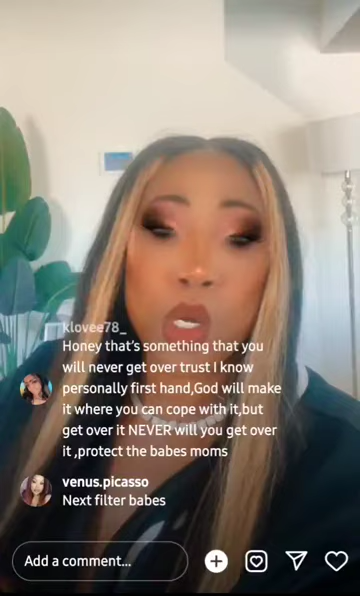 klovee78_
Honey that's something that you
will never get over trust I know
personally first hand,God will make
it where you can cope with it,but
get over it NEVER will you get over
it ,protect the babes moms
venus.picasso
Next filter babes
Add a comment...